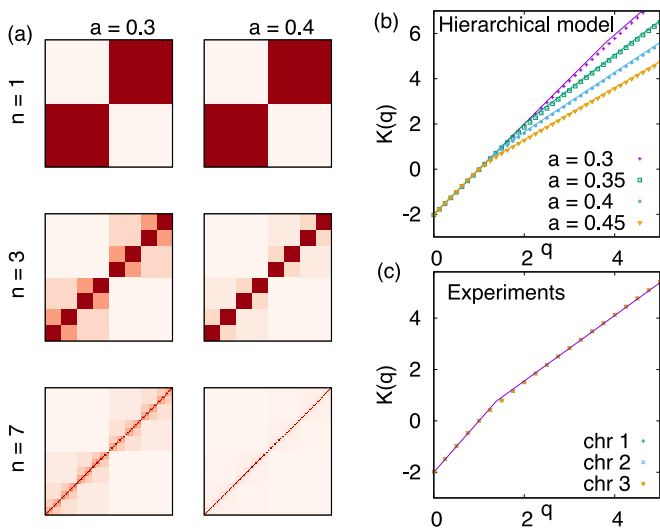 (a)
a = 0.3
a = 0.4
n = 1
n = 3
n = 7
(b)
Hierarchical model
K(q)
6
4
2
0
-2
a = 0.3
a = 0.35
a = 0.4
a = 0.45
0
2
q
4
(c)
Experiments
K(q)
4
2
0
-2
chr 1
chr 2
chr 3
0
2
q
4